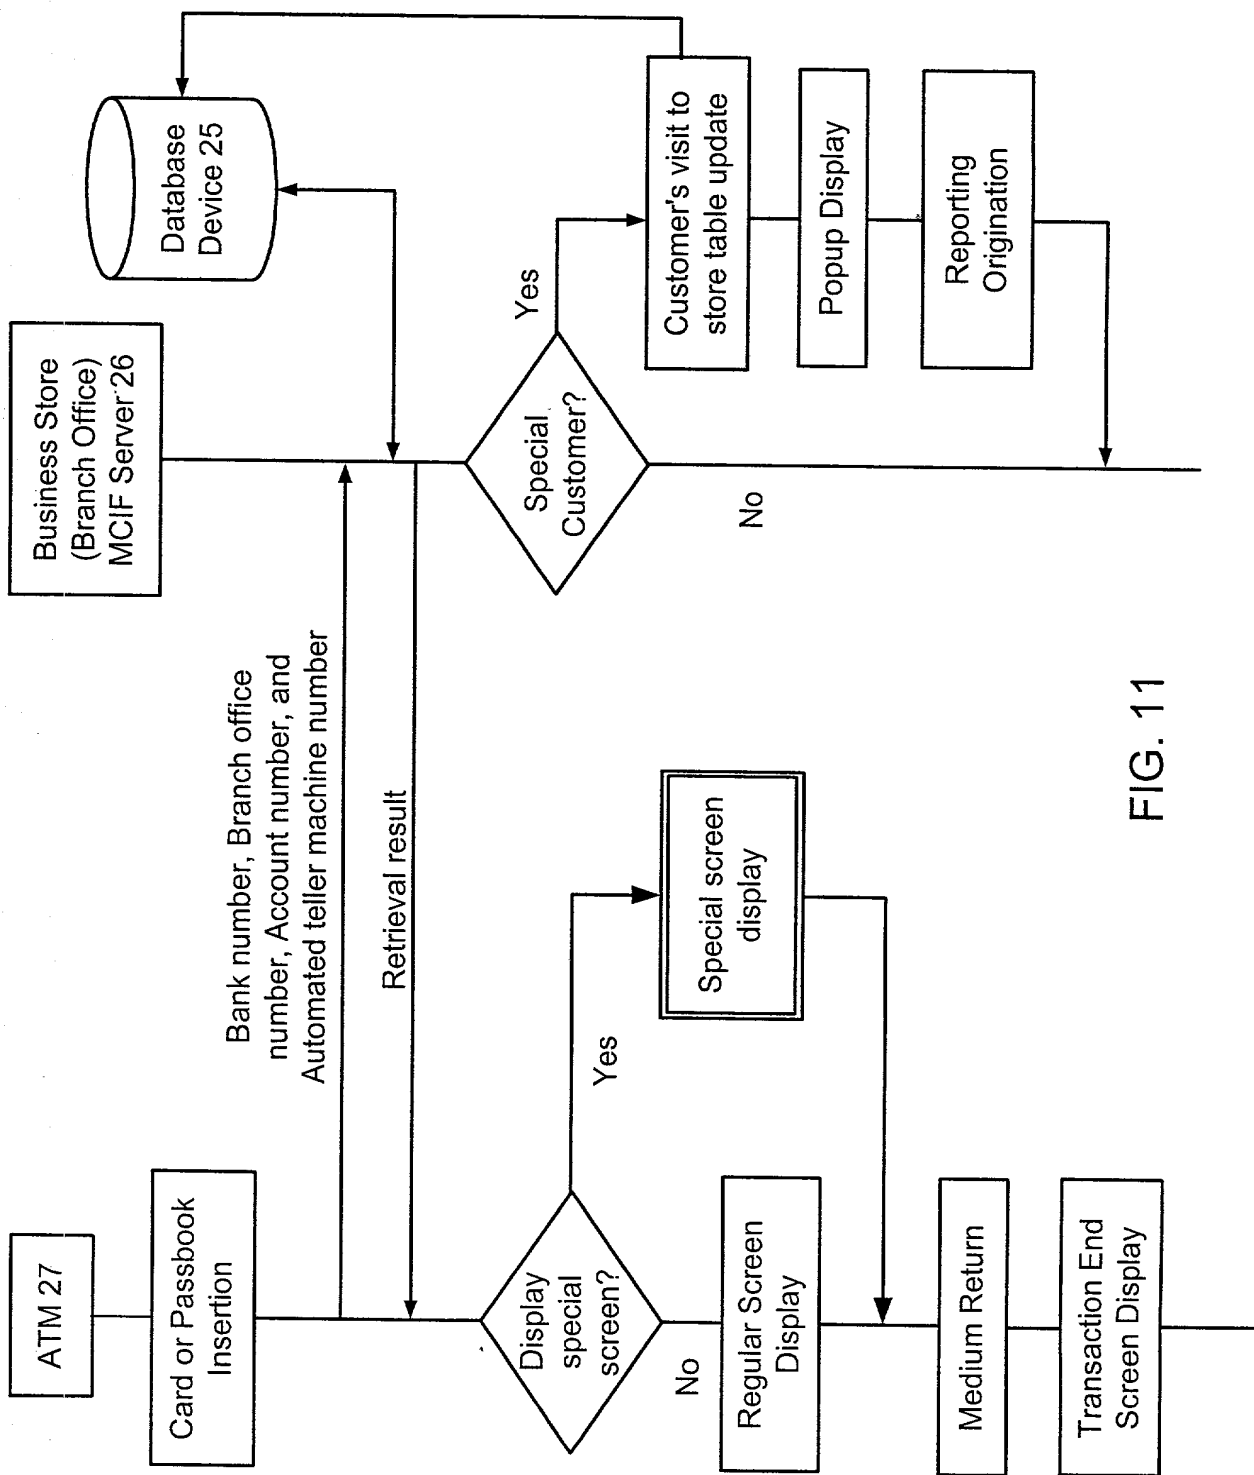 ATM 27
Card or Passbook
Insertion
Bank number, Branch office
number, Account number, and
Automated teller machine number
Retrieval result
Display
special
screen?
Yes
No
Special screen
display
Regular Screen
Display
Medium Return
Transaction End
Screen Display
Business Store
(Branch Office)
MCIF Server 26
Database
Device 25
Special
Customer?
Yes
No
Customer's visit to
store table update
Popup Display
Reporting
Origination
FIG. 11